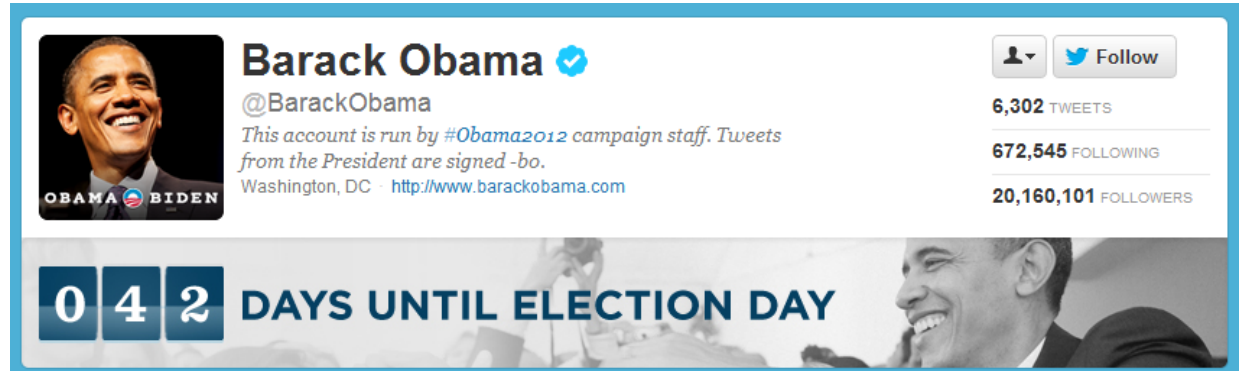 Barack Obama
@BarackObama
This account is run by #Obama2012 campaign staff. Tweets
from the President are signed -bo.
Washington, DC · http://www.barackobama.com
OBAMA BIDEN
Follow
6,302 TWEETS
672,545 FOLLOWING
20,160,101 FOLLOWERS
042 DAYS UNTIL ELECTION DAY